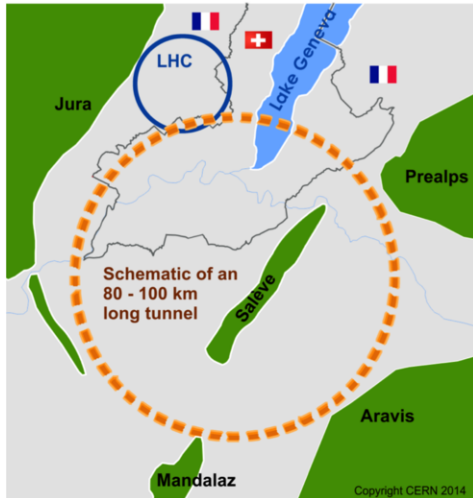 LHC
Lake Geneva
Jura
Prealps
Schematic of an
80 - 100 km
long tunnel
Salève
Aravis
Mandalaz
Copyright CERN 2014